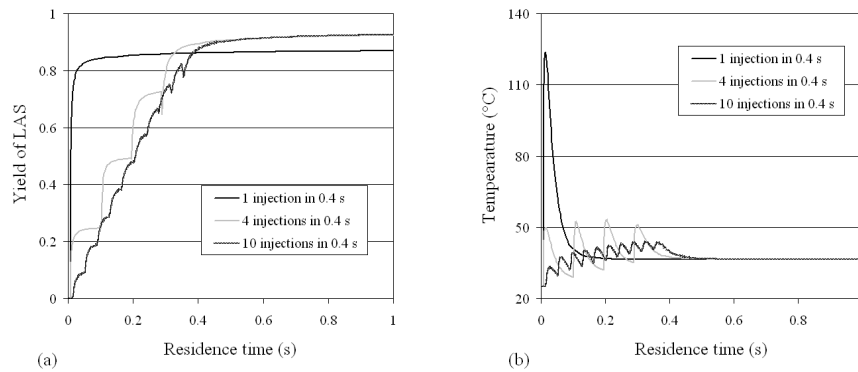 1
0.8
0.6
0.4
0.2
0
0 0.2 0.4 0.6 0.8 1
Yield of LAS
Residence time (s)
1 injection in 0.4 s
4 injections in 0.4 s
10 injections in 0.4 s
(a)
140
110
80
50
20
0 0.2 0.4 0.6 0.8
Tempearature (°C)
Residence time (s)
1 injection in 0.4 s
4 injections in 0.4 s
10 injections in 0.4 s
(b)